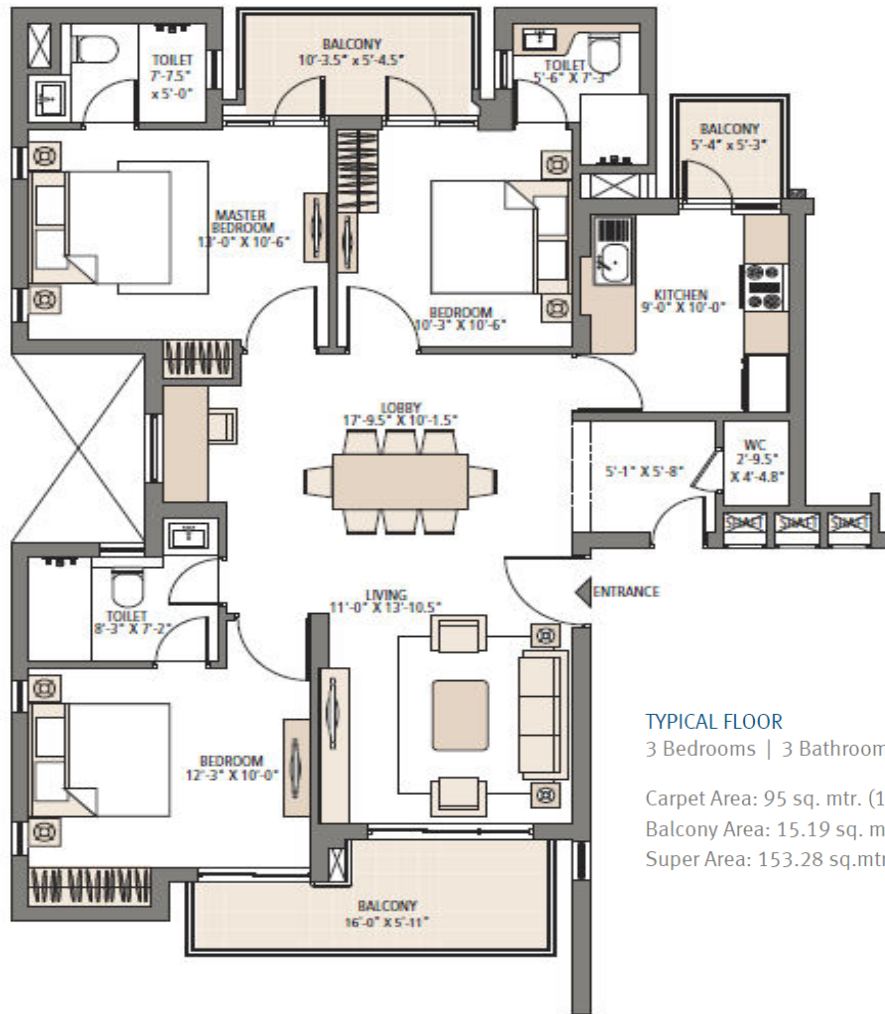 BALCONY
10'-3.5" x 5'-4.5"
TOILET
7'-7.5"
x 5'-0"
TOILET
5'-6" X 7'-3"
BALCONY
5'-4" x 5'-3"
MASTER
BEDROOM
13'-0" X 10'-6"
BEDROOM
10'-3" X 10'-6"
KITCHEN
9'-0" X 10'-0"
LOBBY
17'-9.5" X 10'-1.5"
5'-1" X 5'-8"
WC
2'-9.5"
X 4'-4.8"
SHAFT SHAFT SHAFT
ENTRANCE
LIVING
11'-0" X 13'-10.5"
TOILET
8'-3" X 7'-2"
BEDROOM
12'-3" X 10'-0"
BALCONY
16'-0" X 5'-11"
TYPICAL FLOOR
3 Bedrooms | 3 Bathroom
Carpet Area: 95 sq. mtr. (1
Balcony Area: 15.19 sq. m
Super Area: 153.28 sq.mtr